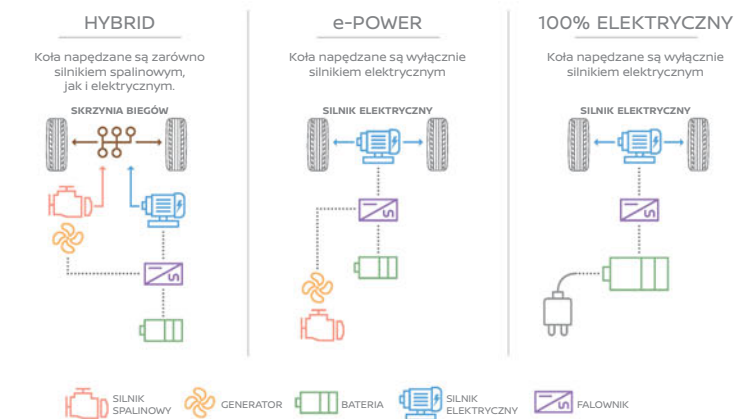 HYBRID
Koła napędzane są zarówno
silnikiem spalinowym,
jak i elektrycznym.
SKRZYNIA BIEGÓW
e-POWER
Koła napędzane są wyłącznie
silnikiem elektrycznym
SILNIK ELEKTRYCZNY
100% ELEKTRYCZNY
Koła napędzane są wyłącznie
silnikiem elektrycznym
SILNIK ELEKTRYCZNY
SILNIK
SPALINOWY
GENERATOR
BATERIA
SILNIK
ELEKTRYCZNY
FALOWNIK